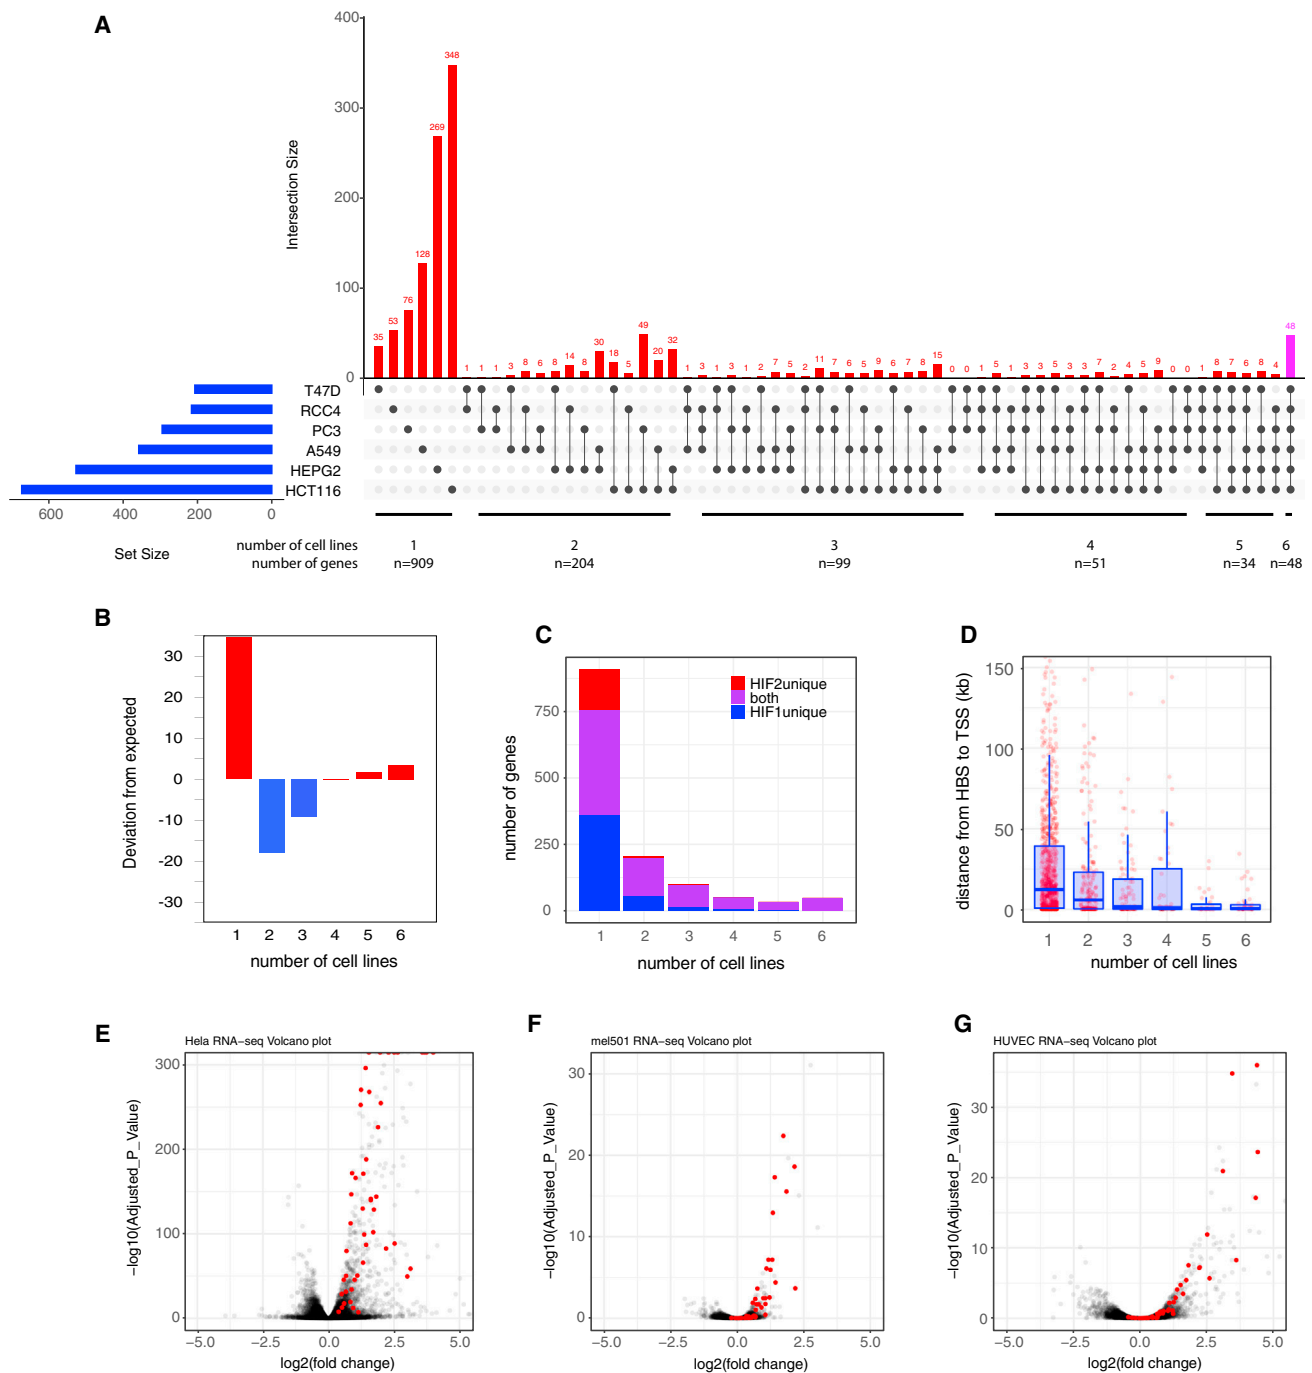 A
400
300
200
100
0
Intersection Size
35 53 76 128 269 348 1 1 1 3 8 6 8 14 8 30 18 5 49 20 32 1 3 1 3 1 2 7 5 2 11 7 6 5 9 6 7 8 15 0 0 1 5 1 3 3 5 3 3 7 2 4 5 9 0 0 1 8 7 6 8 4 48
T47D
RCC4
PC3
A549
HEPG2
HCT116
600 400 200 0
Set Size
number of cell lines 1 2 3 4 5 6
number of genes n=909 n=204 n=99 n=51 n=34 n=48
B
30
20
10
0
-10
-20
-30
Deviation from expected
1 2 3 4 5 6
number of cell lines
C
750
500
250
0
number of genes
HIF2unique
both
HIF1unique
1 2 3 4 5 6
number of cell lines
D
150
100
50
0
distance from HBS to TSS (kb)
1 2 3 4 5 6
number of cell lines
E
Hela RNA−seq Volcano plot
300
200
100
0
−log10(Adjusted_P_Value)
−5.0 −2.5 0.0 2.5 5.0
log2(fold change)
F
mel501 RNA−seq Volcano plot
30
20
10
0
−log10(Adjusted_P_Value)
−5.0 −2.5 0.0 2.5 5.0
log2(fold change)
G
HUVEC RNA−seq Volcano plot
30
20
10
0
−log10(Adjusted_P_Value)
−5.0 −2.5 0.0 2.5 5.0
log2(fold change)